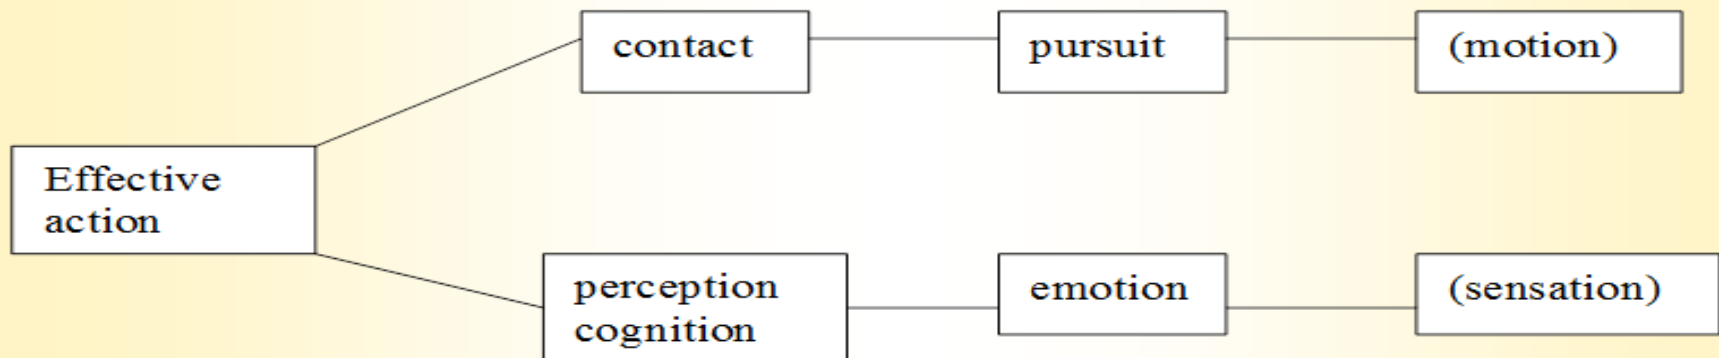 contact
pursuit
(motion)
Effective
action
perception
cognition
emotion
(sensation)